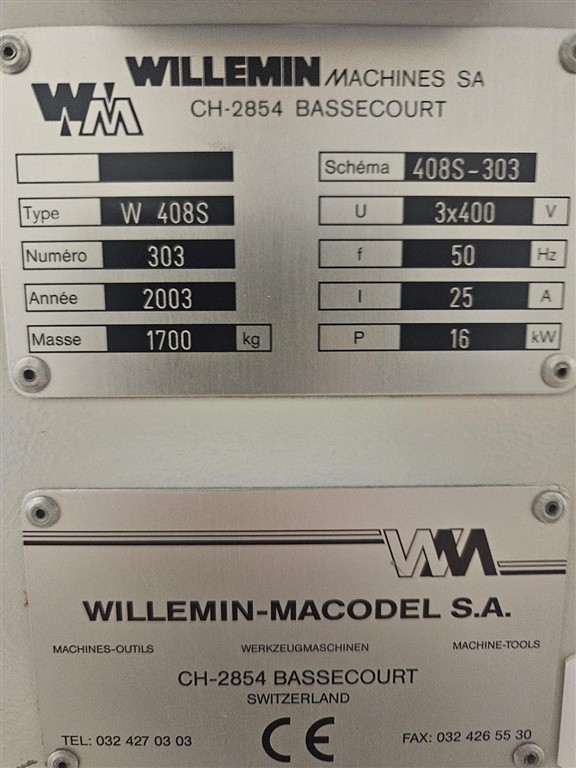 WM WILLEMIN MACHINES SA
CH-2854 BASSECOURT
Schéma 408S-303
Type W 408S
U 3x400 V
Numéro 303
f 50 Hz
Année 2003
I 25 A
Masse 1700 kg
P 16 kW
WM
WILLEMIN-MACODEL S.A.
MACHINES-OUTILS WERKZEUGMASCHINEN MACHINE-TOOLS
CH-2854 BASSECOURT
SWITZERLAND
TEL: 032 427 03 03 CE FAX: 032 426 55 30